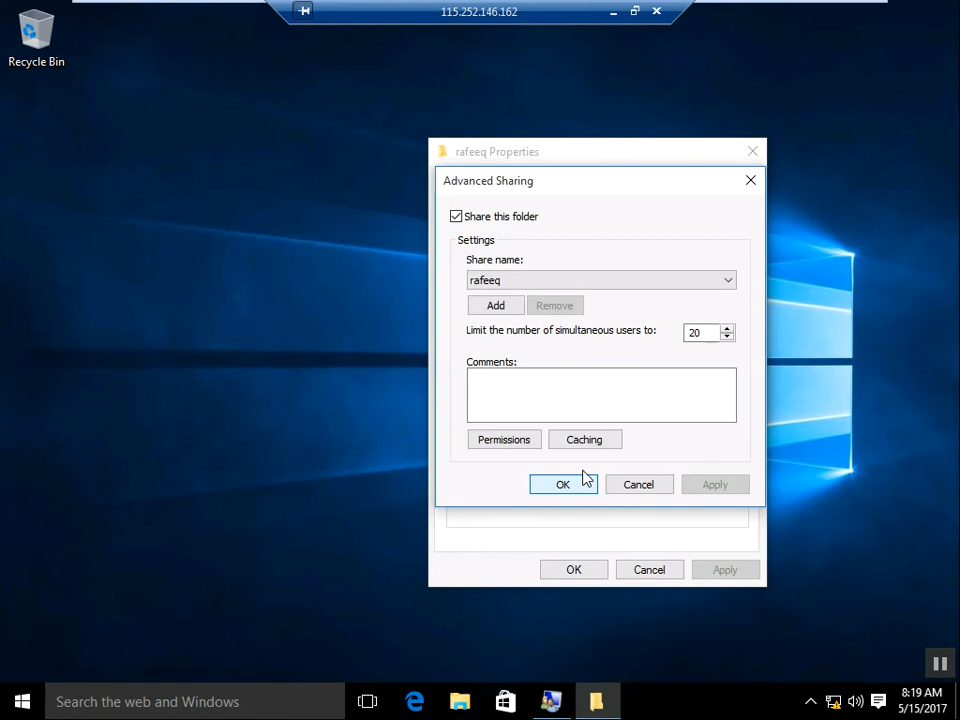 115.252.146.162
Recycle Bin
rafeeq Properties
Advanced Sharing
Share this folder
Settings
Share name:
rafeeq
Add
Remove
Limit the number of simultaneous users to:
20
Comments:
Permissions
Caching
OK
Cancel
Apply
OK
Cancel
Apply
Search the web and Windows
8:19 AM
5/15/2017